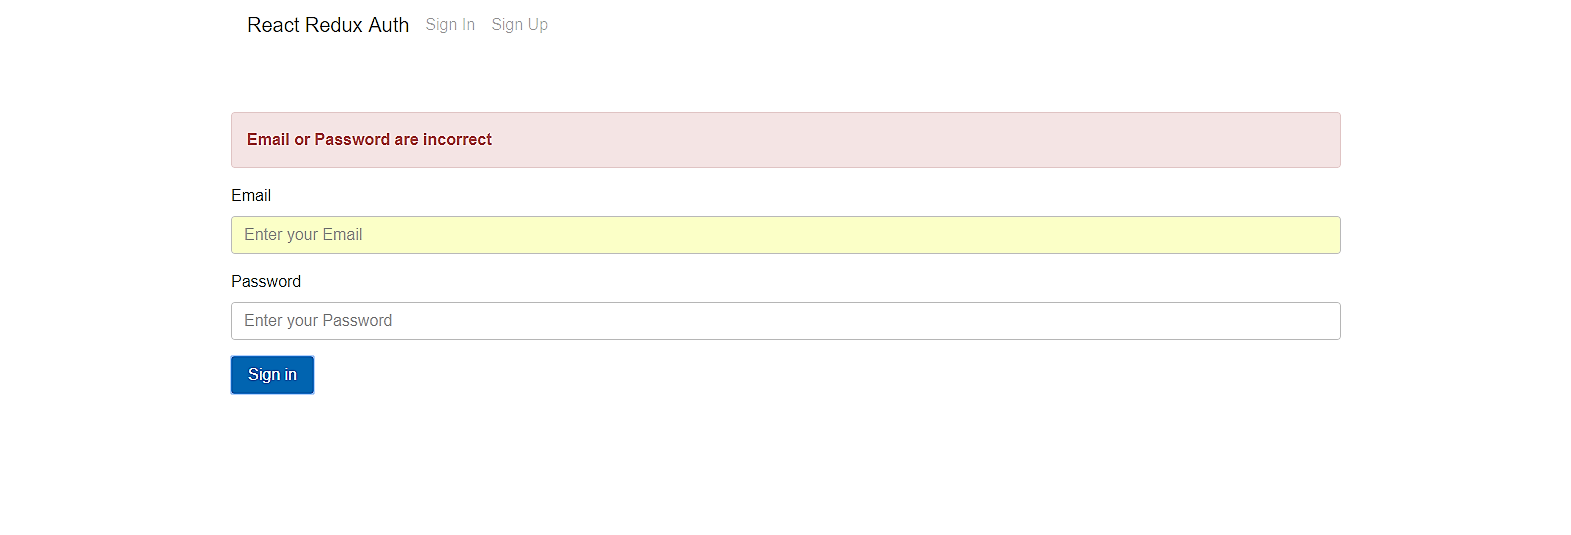 React Redux Auth Sign In Sign Up
Email or Password are incorrect
Email
Enter your Email
Password
Enter your Password
Sign in